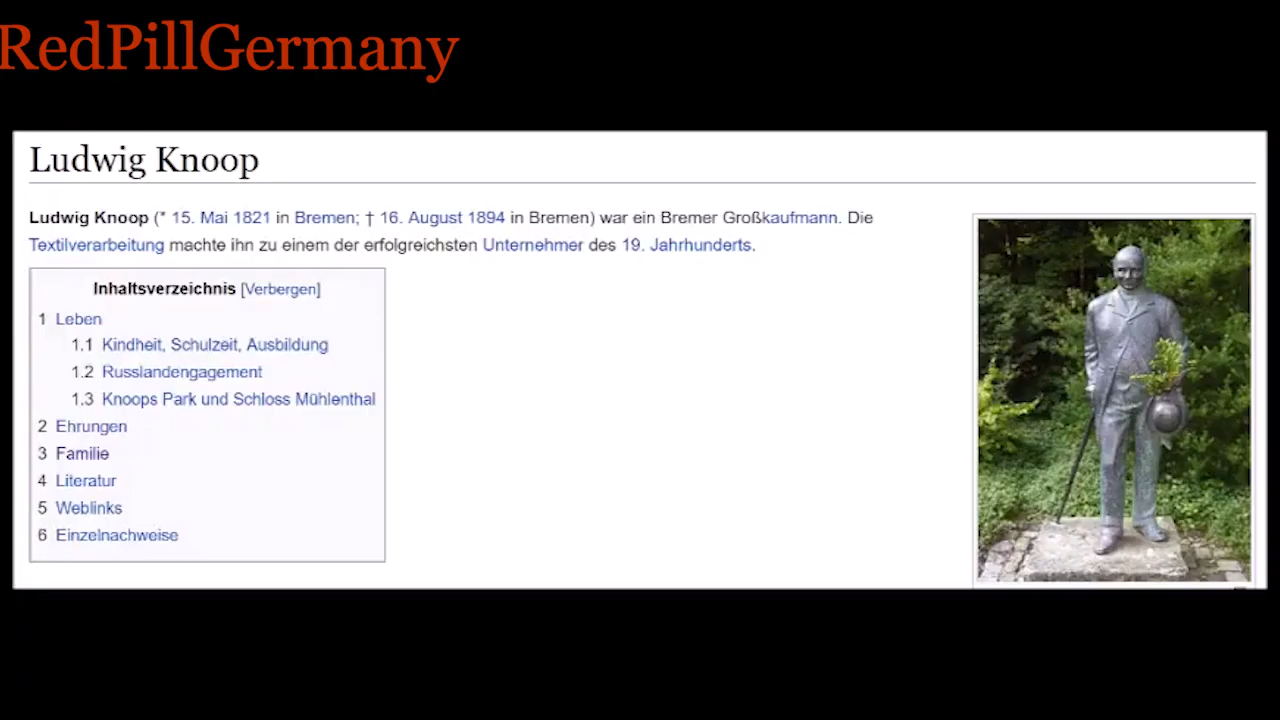 RedPillGermany
Ludwig Knoop
Ludwig Knoop (* 15. Mai 1821 in Bremen; † 16. August 1894 in Bremen) war ein Bremer Großkaufmann. Die
Textilverarbeitung machte ihn zu einem der erfolgreichsten Unternehmer des 19. Jahrhunderts.
Inhaltsverzeichnis [Verbergen]
1 Leben
1.1 Kindheit, Schulzeit, Ausbildung
1.2 Russlandengagement
1.3 Knoops Park und Schloss Mühlenthal
2 Ehrungen
3 Familie
4 Literatur
5 Weblinks
6 Einzelnachweise